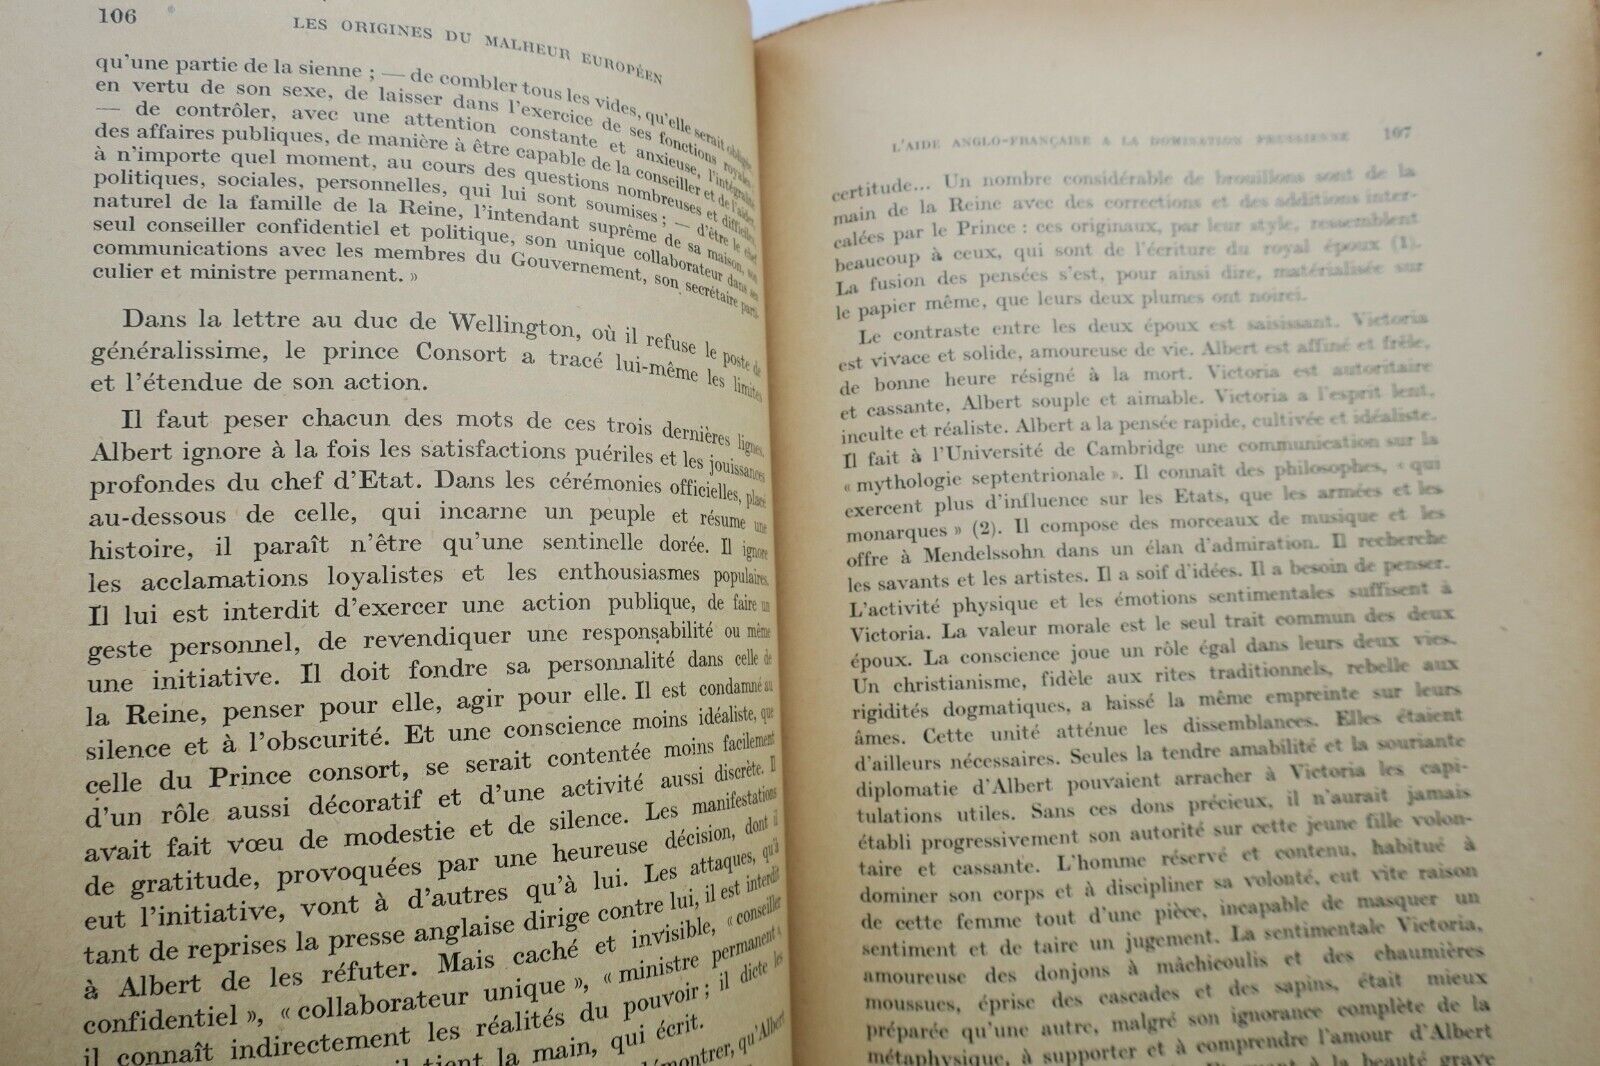 106
LES ORIGINES DU MALHEUR EUROPÉEN
qu'une partie de la sienne ; — de combler tous les vides, qu'elle serait obligée
en vertu de son sexe, de laisser dans l'exercice de ses fonctions royales.
— de contrôler, avec une attention constante et anxieuse, l'intégralité
des affaires publiques, de manière à être capable de la conseiller et de l'aider
à n'importe quel moment, au cours des questions nombreuses et difficiles,
politiques, sociales, personnelles, qui lui sont soumises ; — d'être le chef
naturel de la famille de la Reine, l'intendant suprême de sa maison, son
seul conseiller confidentiel et politique, son unique collaborateur dans ses
communications avec les membres du Gouvernement, son secrétaire parti-
culier et ministre permanent. »
Dans la lettre au duc de Wellington, où il refuse le poste de
généralissime, le prince Consort a tracé lui-même les limites
et l'étendue de son action.
Il faut peser chacun des mots de ces trois dernières lignes.
Albert ignore à la fois les satisfactions puériles et les jouissances
profondes du chef d'Etat. Dans les cérémonies officielles, placé
au-dessous de celle, qui incarne un peuple et résume une
histoire, il paraît n'être qu'une sentinelle dorée. Il ignore
les acclamations loyalistes et les enthousiasmes populaires.
Il lui est interdit d'exercer une action publique, de faire un
geste personnel, de revendiquer une responsabilité ou même
une initiative. Il doit fondre sa personnalité dans celle de
la Reine, penser pour elle, agir pour elle. Il est condamné au
silence et à l'obscurité. Et une conscience moins idéaliste, que
celle du Prince consort, se serait contentée moins facilement
d'un rôle aussi décoratif et d'une activité aussi discrète. Il
avait fait vœu de modestie et de silence. Les manifestations
de gratitude, provoquées par une heureuse décision, dont il
eut l'initiative, vont à d'autres qu'à lui. Les attaques, qu'à
tant de reprises la presse anglaise dirige contre lui, il est interdit
à Albert de les réfuter. Mais caché et invisible, « conseiller
confidentiel », « collaborateur unique », « ministre permanent »,
il connaît indirectement les réalités du pouvoir ; il dicte les
il tient la main, qui écrit.
démontrer, qu'Albert
L'AIDE ANGLO-FRANÇAISE A LA DOMINATION PRUSSIENNE 107
certitude... Un nombre considérable de brouillons sont de la
main de la Reine avec des corrections et des additions inter-
calées par le Prince : ces originaux, par leur style, ressemblent
beaucoup à ceux, qui sont de l'écriture du royal époux (1).
La fusion des pensées s'est, pour ainsi dire, matérialisée sur
le papier même, que leurs deux plumes ont noirci.
Le contraste entre les deux époux est saisissant. Victoria
est vivace et solide, amoureuse de vie. Albert est affiné et frêle,
de bonne heure résigné à la mort. Victoria est autoritaire
et cassante, Albert souple et aimable. Victoria a l'esprit lent,
inculte et réaliste. Albert a la pensée rapide, cultivée et idéaliste.
Il fait à l'Université de Cambridge une communication sur la
« mythologie septentrionale ». Il connaît des philosophes, « qui
exercent plus d'influence sur les Etats, que les armées et les
monarques » (2). Il compose des morceaux de musique et les
offre à Mendelssohn dans un élan d'admiration. Il recherche
les savants et les artistes. Il a soif d'idées. Il a besoin de penser.
L'activité physique et les émotions sentimentales suffisent à
Victoria. La valeur morale est le seul trait commun des deux
époux. La conscience joue un rôle égal dans leurs deux vies.
Un christianisme, fidèle aux rites traditionnels, rebelle aux
rigidités dogmatiques, a laissé la même empreinte sur leurs
âmes. Cette unité atténue les dissemblances. Elles étaient
d'ailleurs nécessaires. Seules la tendre amabilité et la souriante
diplomatie d'Albert pouvaient arracher à Victoria les capi-
tulations utiles. Sans ces dons précieux, il n'aurait jamais
établi progressivement son autorité sur cette jeune fille volon-
taire et cassante. L'homme réservé et contenu, habitué à
dominer son corps et à discipliner sa volonté, eut vite raison
de cette femme tout d'une pièce, incapable de masquer un
sentiment et de taire un jugement. La sentimentale Victoria,
amoureuse des donjons à mâchicoulis et des chaumières
moussues, éprise des cascades et des sapins, était mieux
préparée qu'une autre, malgré son ignorance complète de la
métaphysique, à supporter et à comprendre l'amour d'Albert
à la beauté grave